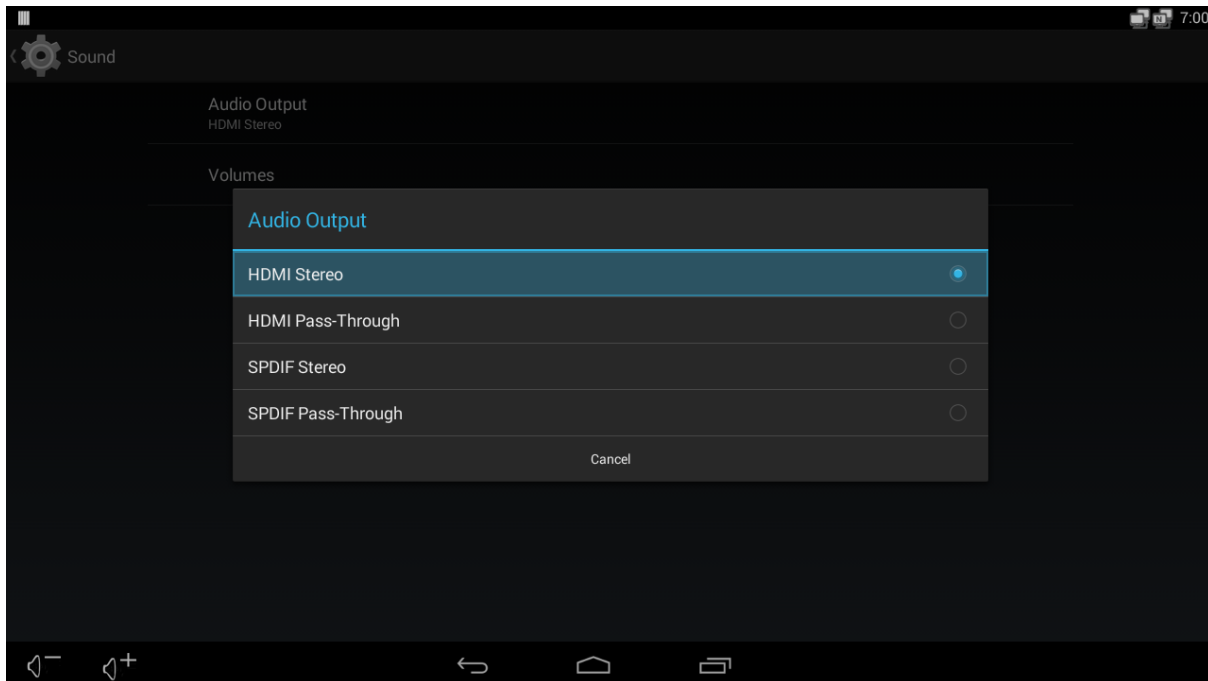 7:00
Sound
Audio Output
HDMI Stereo
Volumes
Audio Output
HDMI Stereo
HDMI Pass-Through
SPDIF Stereo
SPDIF Pass-Through
Cancel